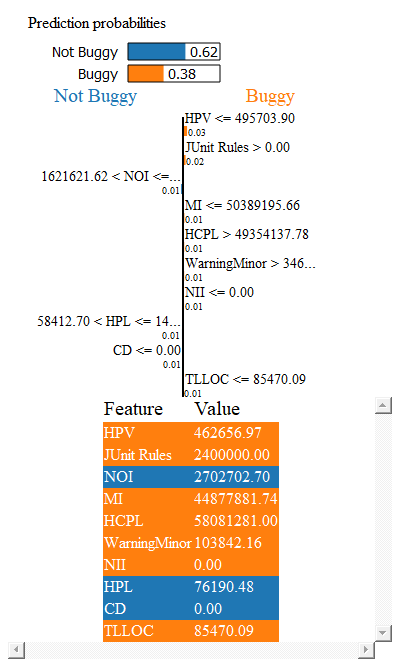 Prediction probabilities
Not Buggy 0.62
Buggy 0.38
Not Buggy Buggy
HPV <= 495703.90
0.03
JUnit Rules > 0.00
0.02
1621621.62 < NOI <=...
0.01
MI <= 50389195.66
0.01
HCPL > 49354137.78
0.01
WarningMinor > 346...
0.01
NII <= 0.00
0.01
58412.70 < HPL <= 14...
0.01
CD <= 0.00
0.01
TLLOC <= 85470.09
0.01
Feature Value
HPV 462656.97
JUnit Rules 2400000.00
NOI 2702702.70
MI 44877881.74
HCPL 58081281.00
WarningMinor 103842.16
NII 0.00
HPL 76190.48
CD 0.00
TLLOC 85470.09